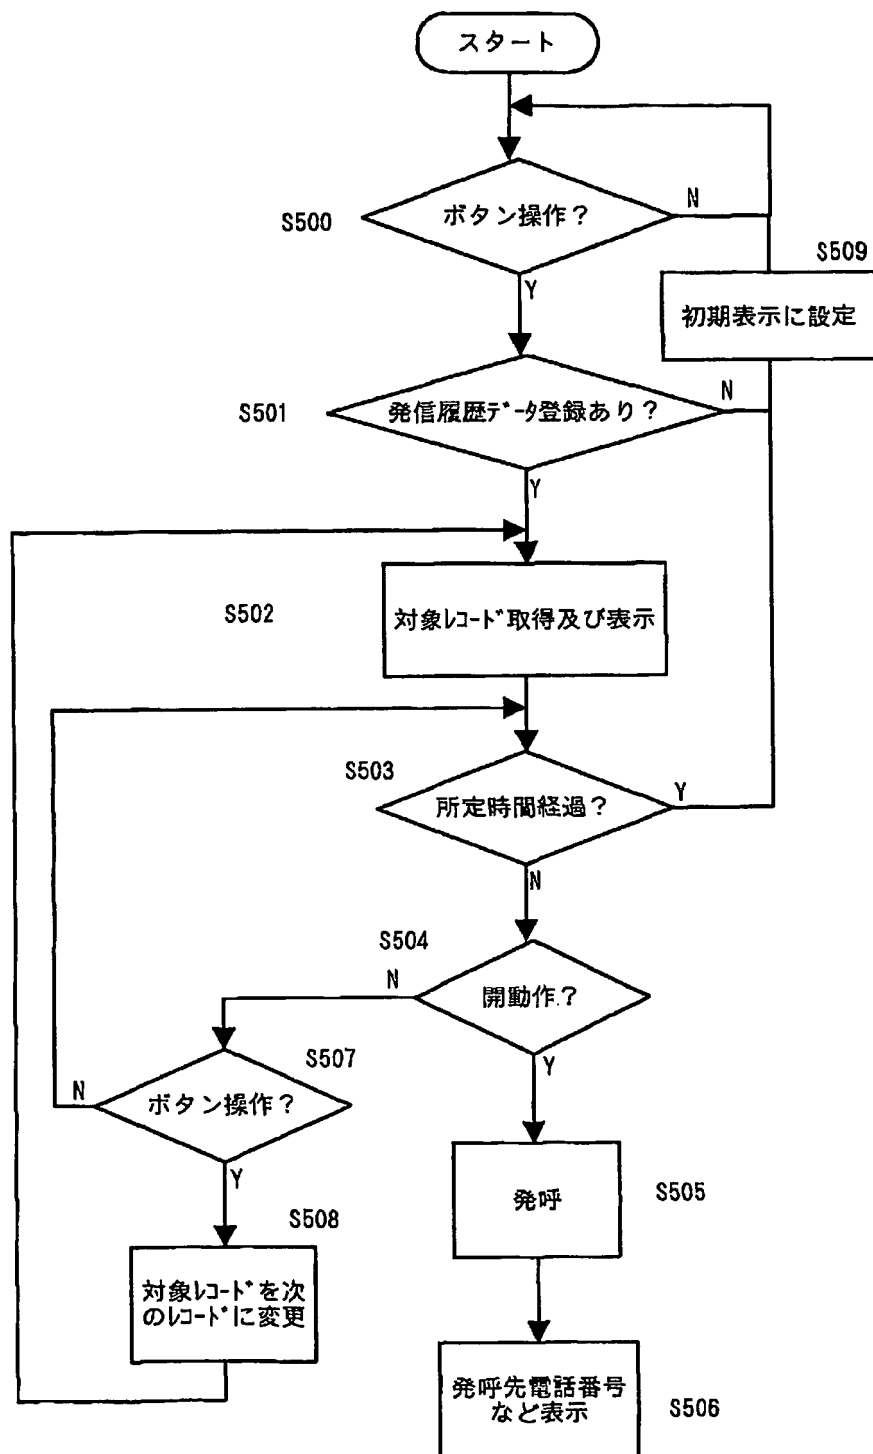 スタート
ボタン操作？
N
S500
Y
S509
初期表示に設定
発信履歴ﾃﾞｰﾀ登録あり？
N
S501
Y
S502
対象ﾚｺｰﾄﾞ取得及び表示
S503
所定時間経過？
Y
N
S504
N
開動作？
Y
S507
ボタン操作？
N
Y
発呼
S505
S508
対象ﾚｺｰﾄﾞを次
のﾚｺｰﾄﾞに変更
発呼先電話番号
など表示
S506